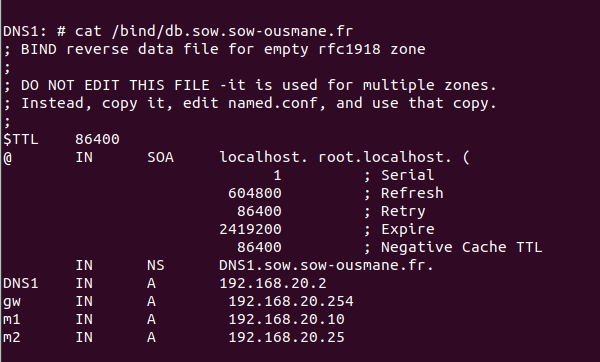 DNS1: # cat /bind/db.sow.sow-ousmane.fr
; BIND reverse data file for empty rfc1918 zone
;
; DO NOT EDIT THIS FILE -it is used for multiple zones.
; Instead, copy it, edit named.conf, and use that copy.
;
$TTL    86400
@       IN      SOA     localhost. root.localhost. (
                              1         ; Serial
                         604800         ; Refresh
                          86400         ; Retry
                        2419200         ; Expire
                          86400         ; Negative Cache TTL
        IN      NS      DNS1.sow.sow-ousmane.fr.
DNS1    IN      A       192.168.20.2
gw      IN      A        192.168.20.254
m1      IN      A        192.168.20.10
m2      IN      A        192.168.20.25